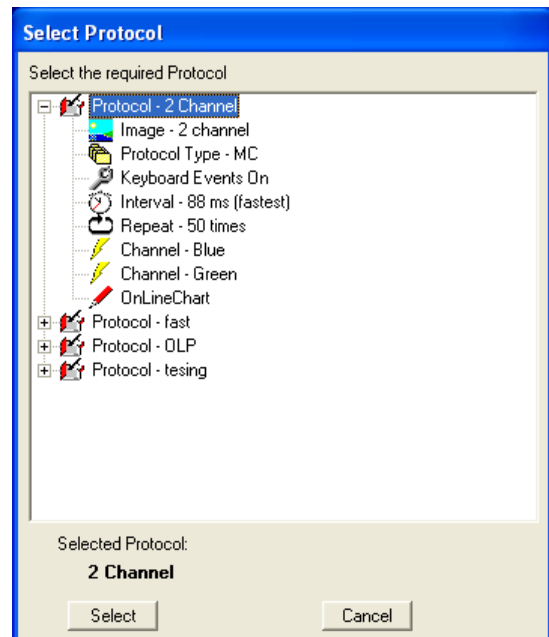 Select Protocol
Select the required Protocol
Protocol - 2 Channel
Image - 2 channel
Protocol Type - MC
Keyboard Events On
Interval - 88 ms (fastest)
Repeat - 50 times
Channel - Blue
Channel - Green
OnLineChart
Protocol - fast
Protocol - OLP
Protocol - tesing
Selected Protocol:
2 Channel
Select
Cancel